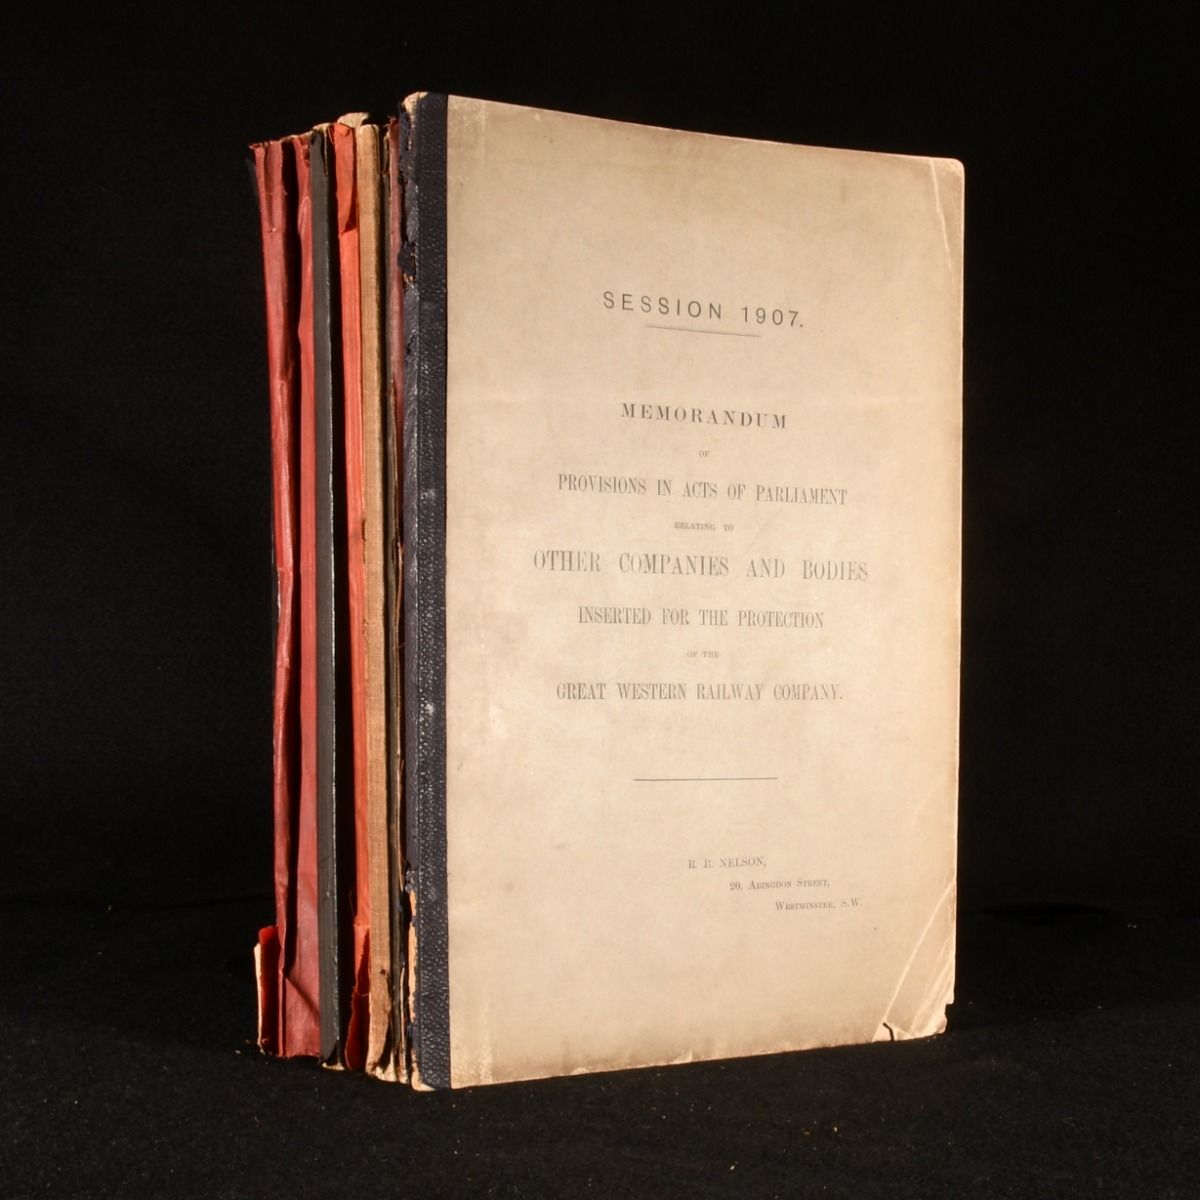 SESSION 1907.
MEMORANDUM
OF
PROVISIONS IN ACTS OF PARLIAMENT
RELATING TO
OTHER COMPANIES AND BODIES
INSERTED FOR THE PROTECTION
OF THE
GREAT WESTERN RAILWAY COMPANY.
R. R. NELSON,
20, ABINGDON STREET,
WESTMINSTER, S.W.